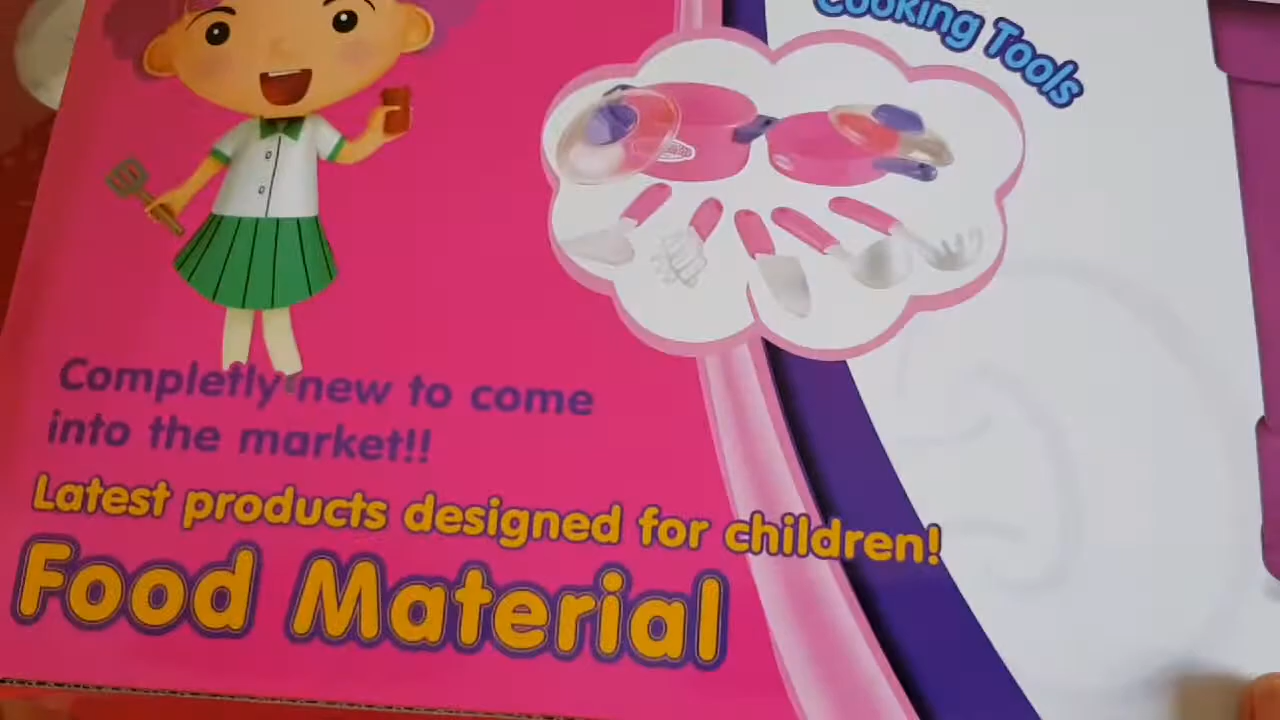 Cooking Tools
Completly new to come
into the market!!
Latest products designed for children!
Food Material